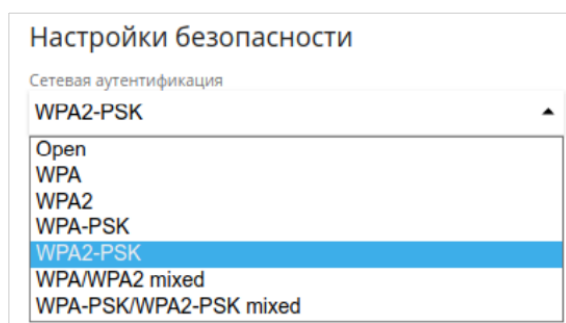 Настройки безопасности
Сетевая аутентификация
WPA2-PSK
Open
WPA
WPA2
WPA-PSK
WPA2-PSK
WPA/WPA2 mixed
WPA-PSK/WPA2-PSK mixed